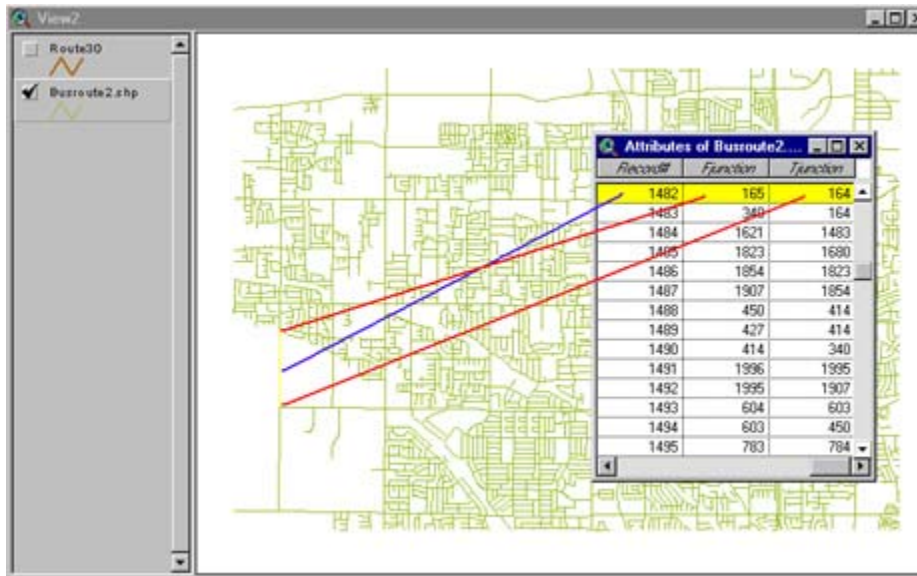 View2
Route30
Busroute2.shp
Attributes of Busroute2....
Record# Fjunction Tjunction
1482 165 164
1483 340 164
1484 1621 1483
1485 1823 1680
1486 1854 1823
1487 1907 1854
1488 450 414
1489 427 414
1490 414 340
1491 1996 1995
1492 1995 1907
1493 604 603
1494 603 450
1495 783 784